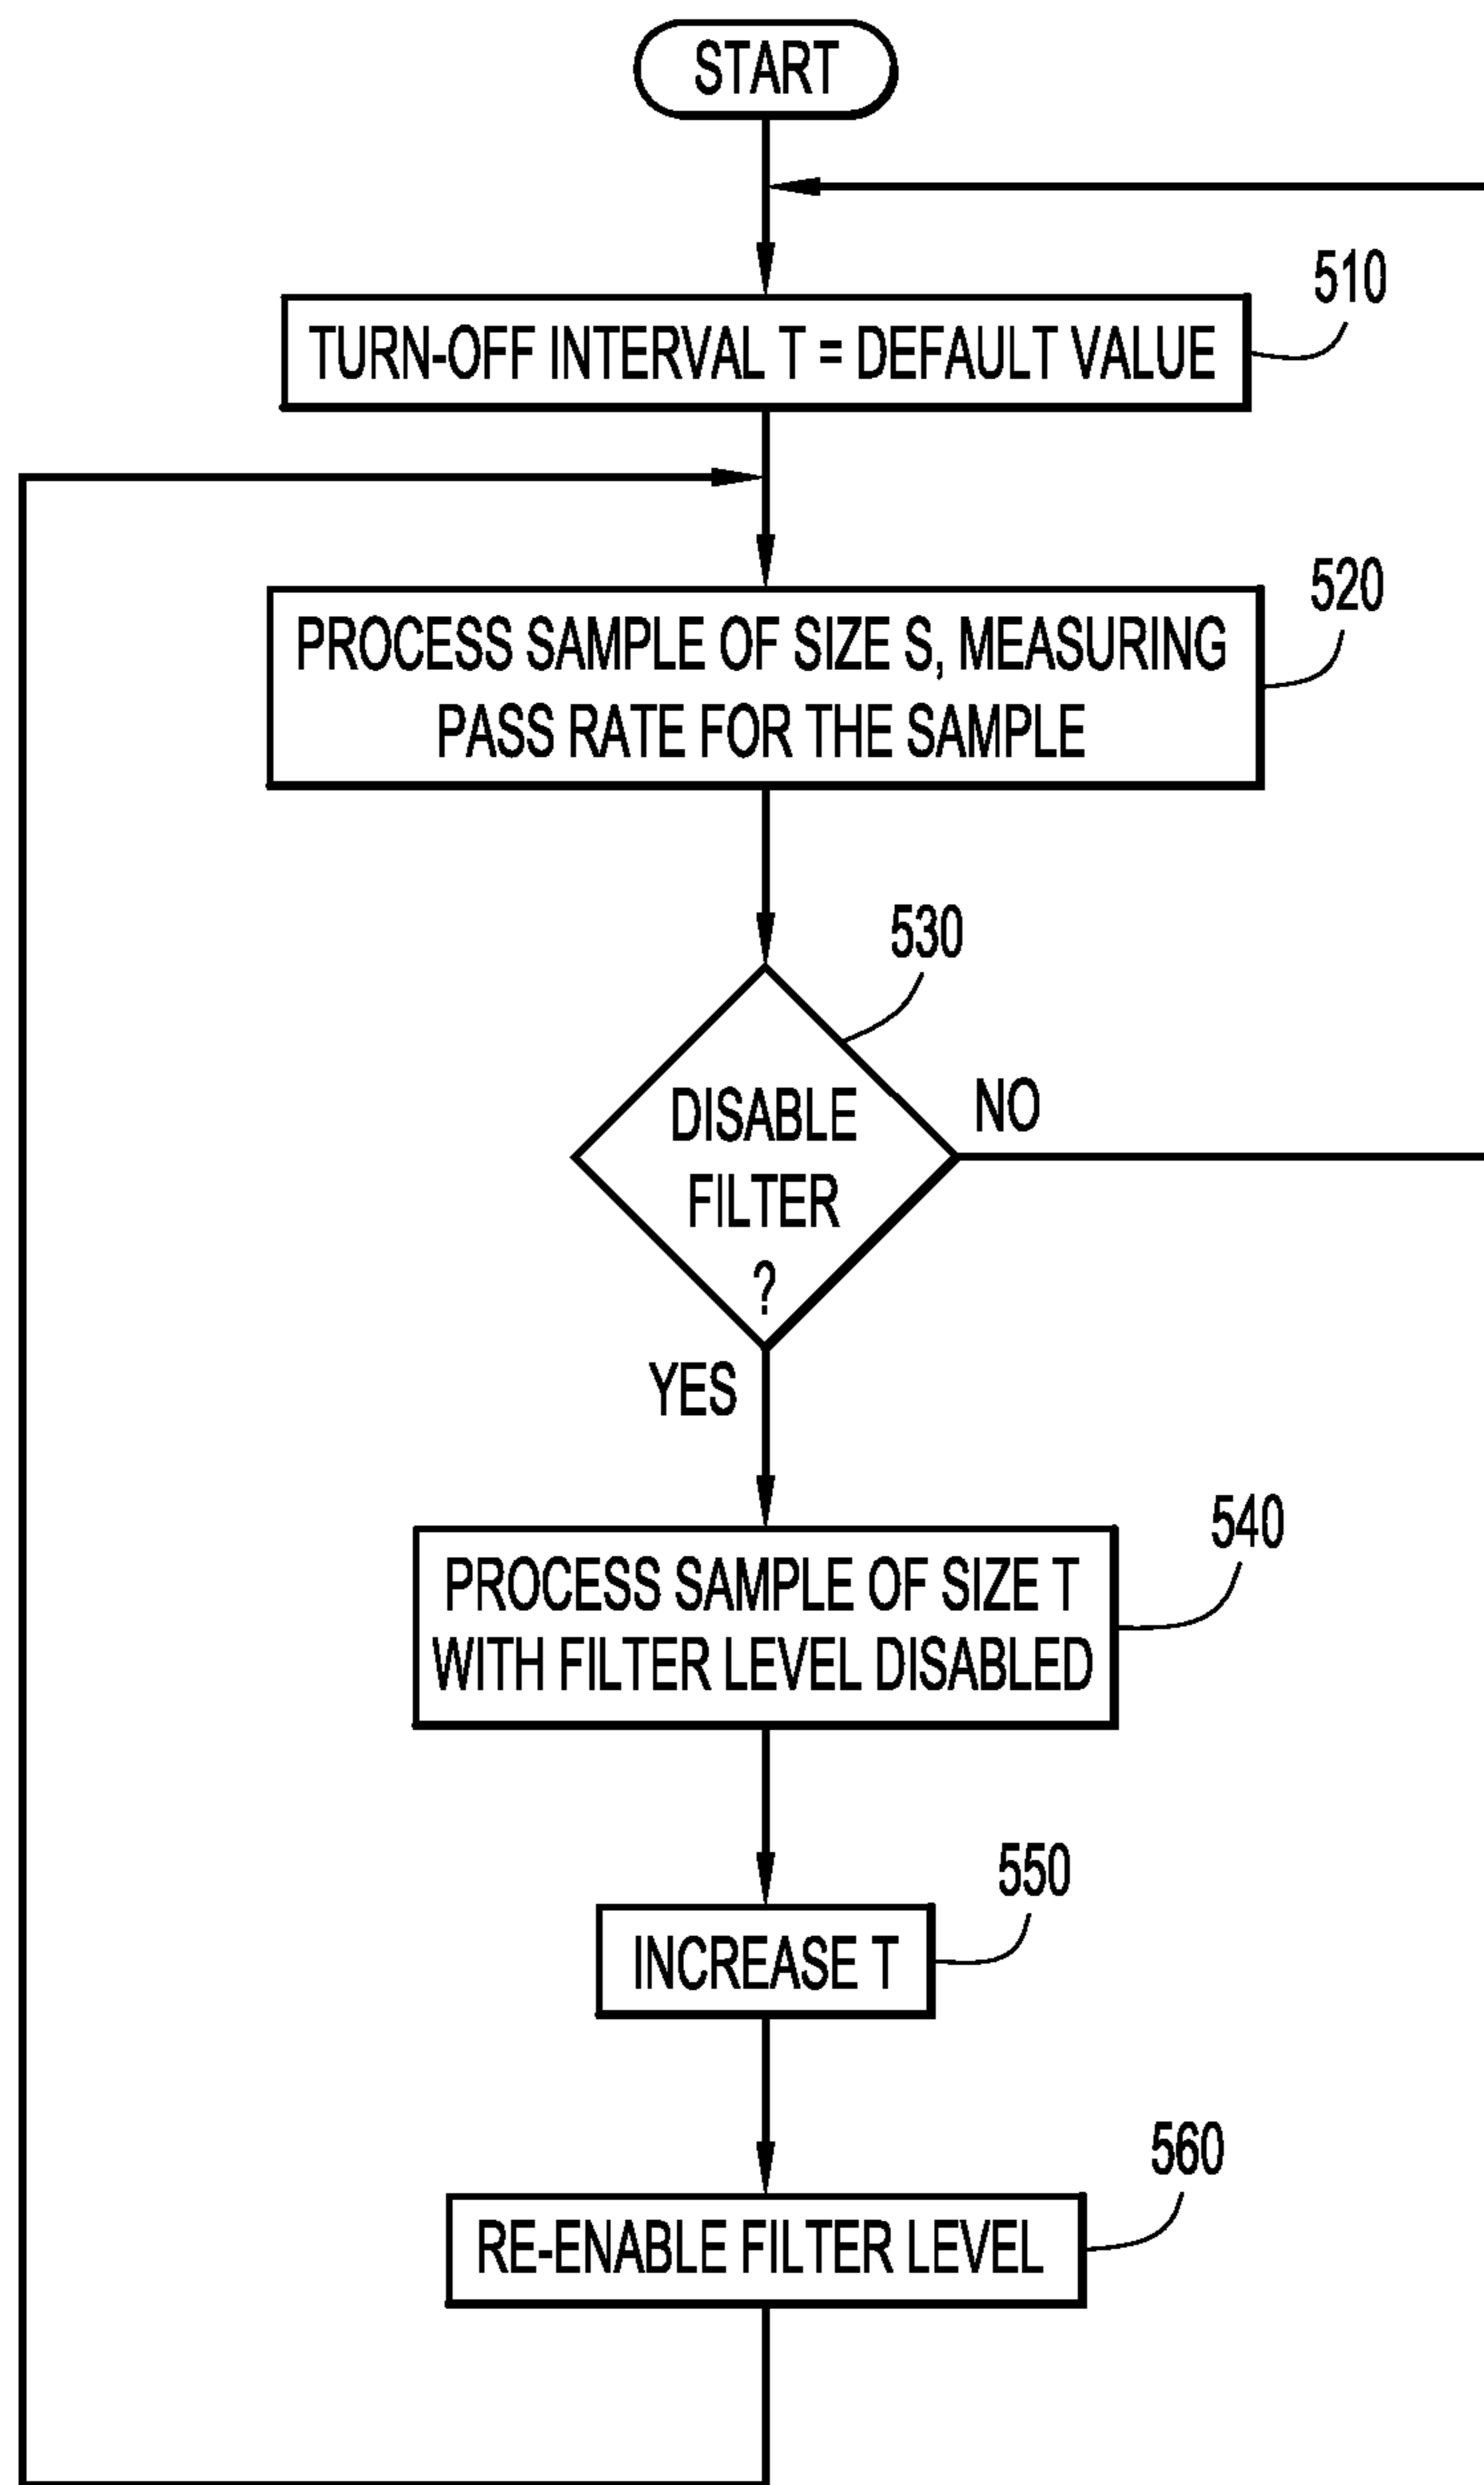 START
510
TURN-OFF INTERVAL T = DEFAULT VALUE
520
PROCESS SAMPLE OF SIZE S, MEASURING
PASS RATE FOR THE SAMPLE
530
DISABLE
FILTER
?
NO
YES
540
PROCESS SAMPLE OF SIZE T
WITH FILTER LEVEL DISABLED
550
INCREASE T
560
RE-ENABLE FILTER LEVEL